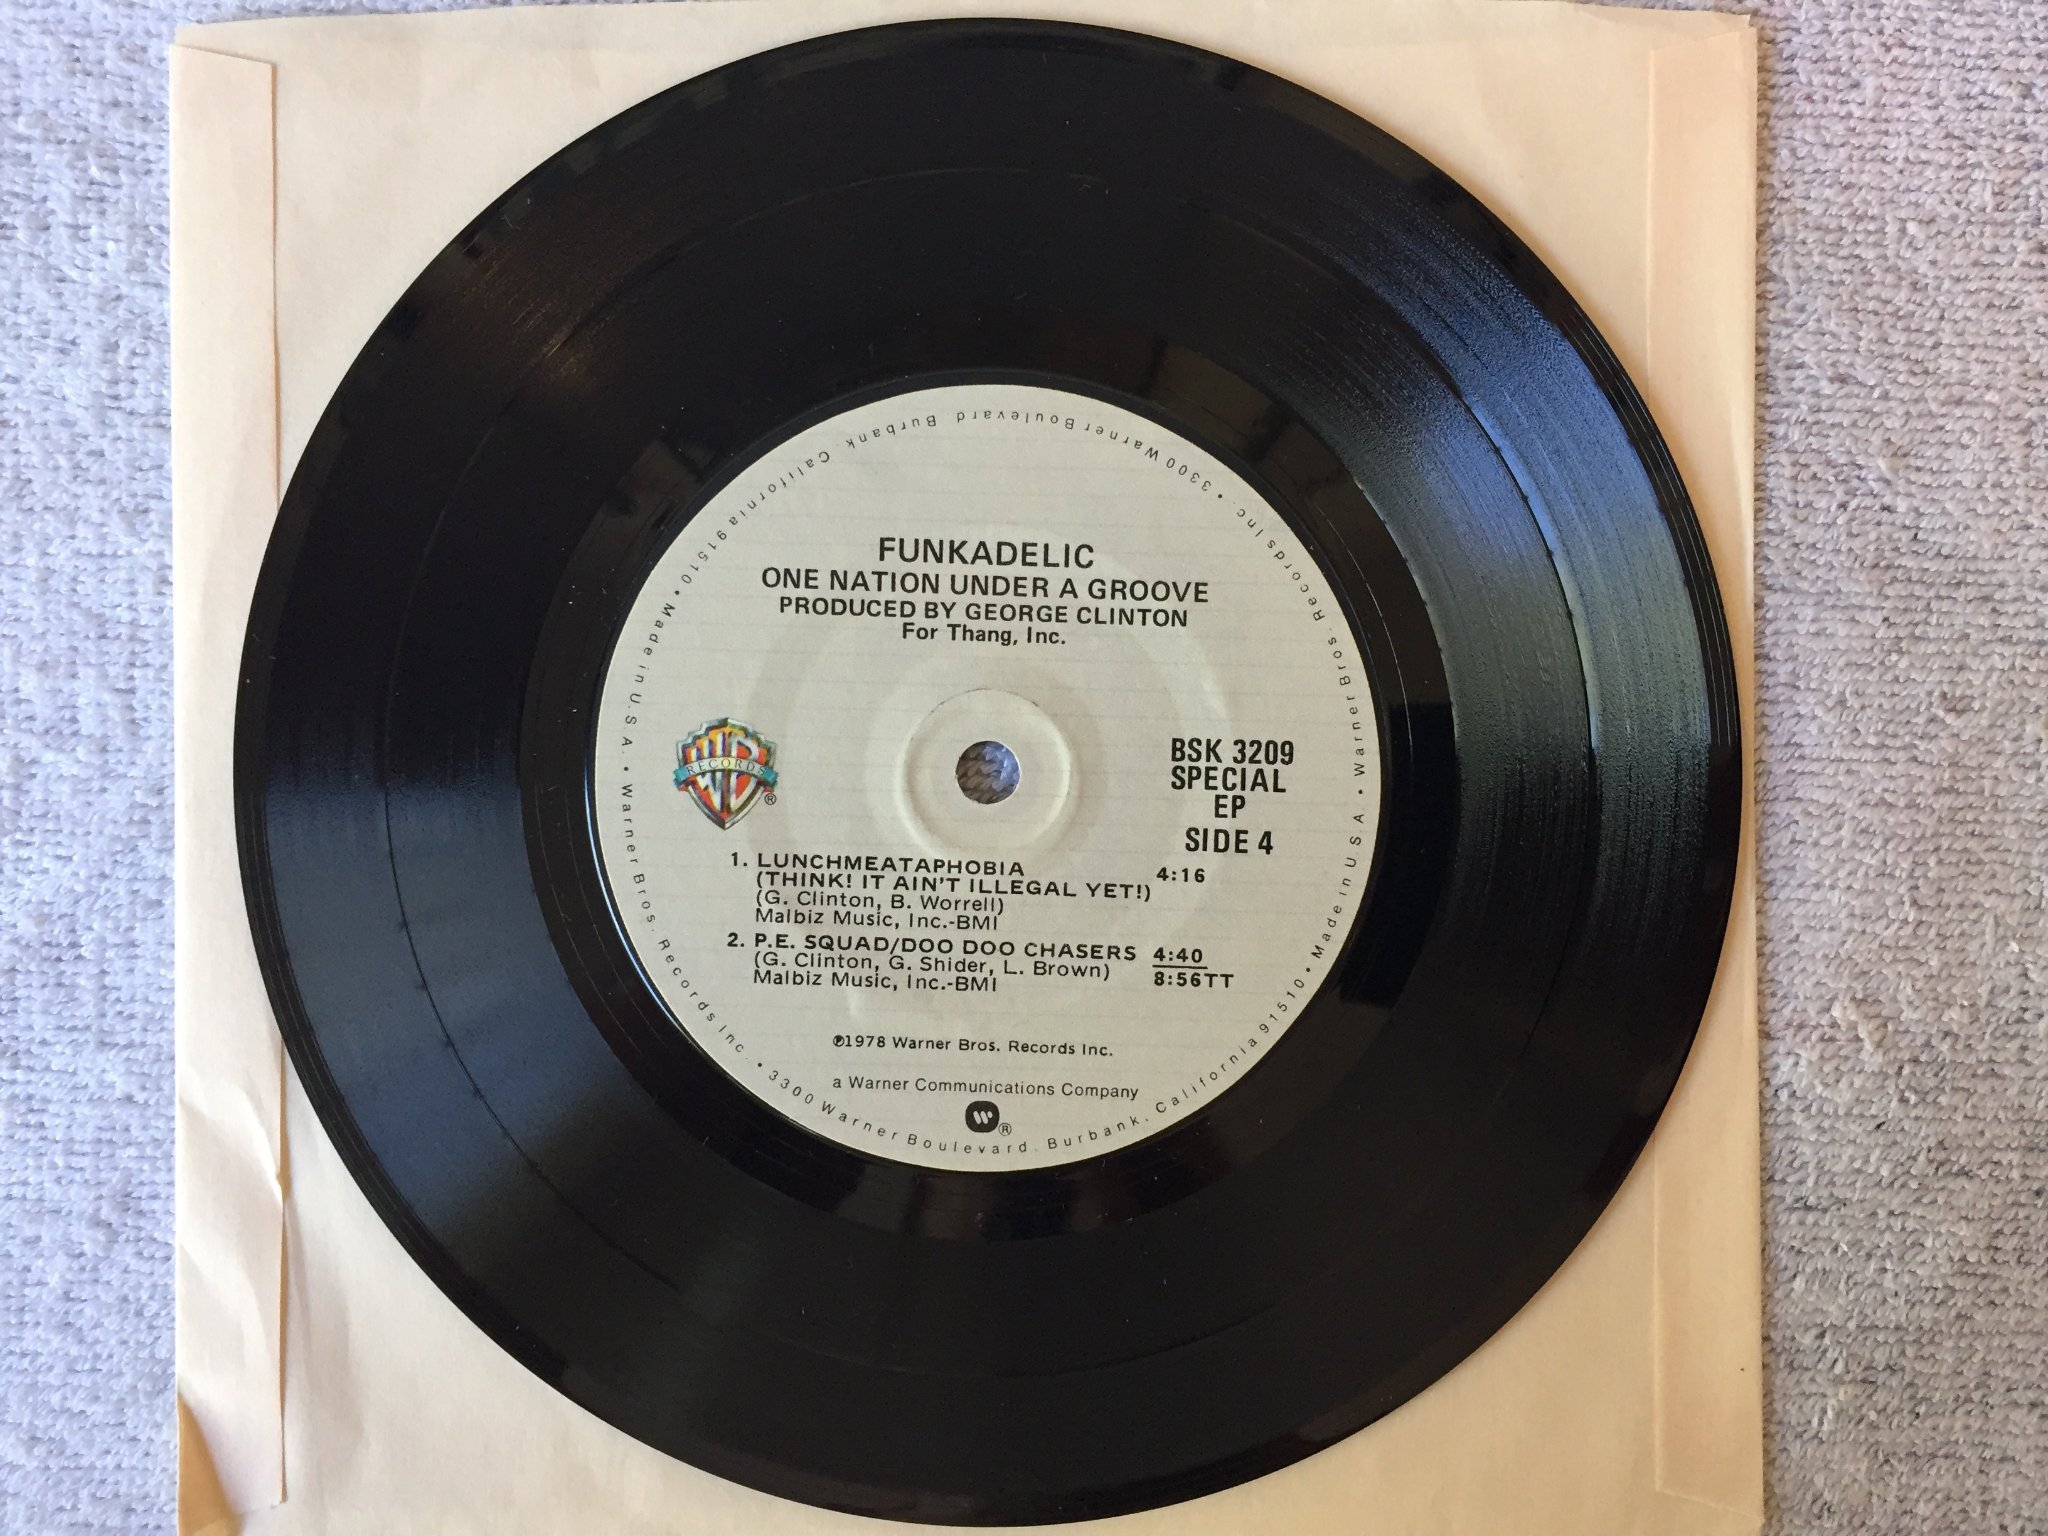 FUNKADELIC
ONE NATION UNDER A GROOVE
PRODUCED BY GEORGE CLINTON
For Thang, Inc.
RECORDS
®
BSK 3209
SPECIAL
EP
SIDE 4
1. LUNCHMEATAPHOBIA
(THINK! IT AIN'T ILLEGAL YET!) 4:16
(G. Clinton, B. Worrell)
Malbiz Music, Inc.-BMI
2. P.E. SQUAD/DOO DOO CHASERS 4:40
(G. Clinton, G. Shider, L. Brown)
Malbiz Music, Inc.-BMI
8:56TT
℗1978 Warner Bros. Records Inc.
a Warner Communications Company
®
Made in U.S.A. • Warner Bros. Records Inc. • 3300 Warner Boulevard. Burbank. California 91510 • Made in U.S.A. • Warner Bros. Records Inc. • 3300 Warner Boulevard. Burbank. California 91510 •